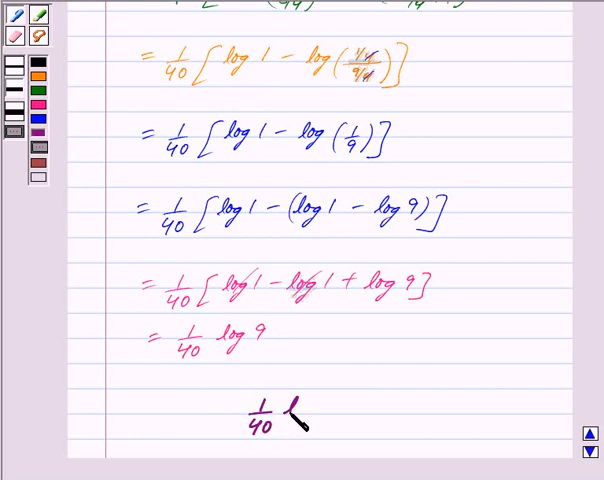 = 1/40 [ log 1 - log ( (1/4)/(9/4) ) ]
= 1/40 [ log 1 - log ( 1/9 ) ]
= 1/40 [ log 1 - (log 1 - log 9) ]
= 1/40 [ log 1 - log 1 + log 9 ]
= 1/40 log 9
1/40 l